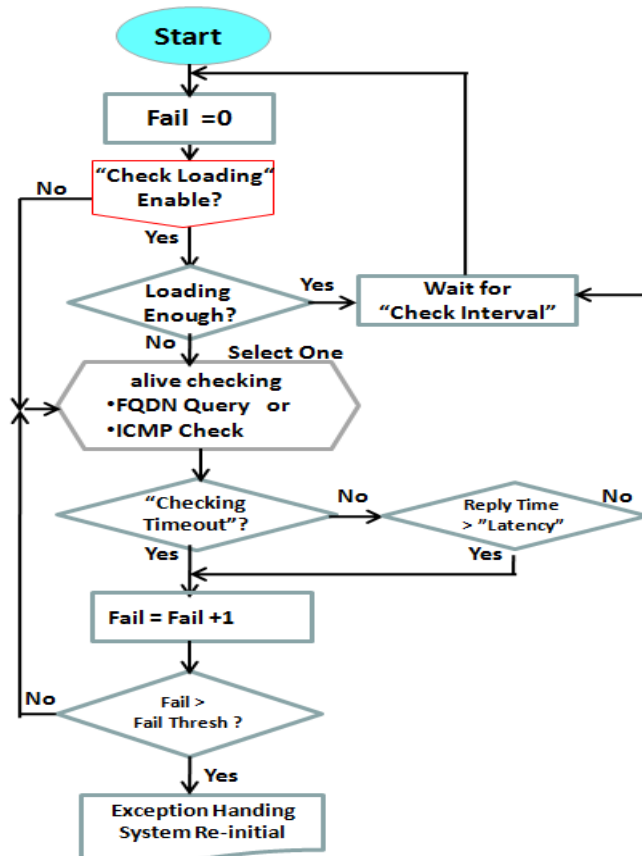 Start
Fail =0
“Check Loading“
Enable?
No
Yes
Loading
Enough?
Yes
Wait for
“Check Interval”
No
Select One
alive checking
•FQDN Query or
•ICMP Check
“Checking
Timeout”?
No
Reply Time
> ”Latency”
No
Yes
Yes
Fail = Fail +1
Fail >
Fail Thresh ?
No
Yes
Exception Handing
System Re-initial